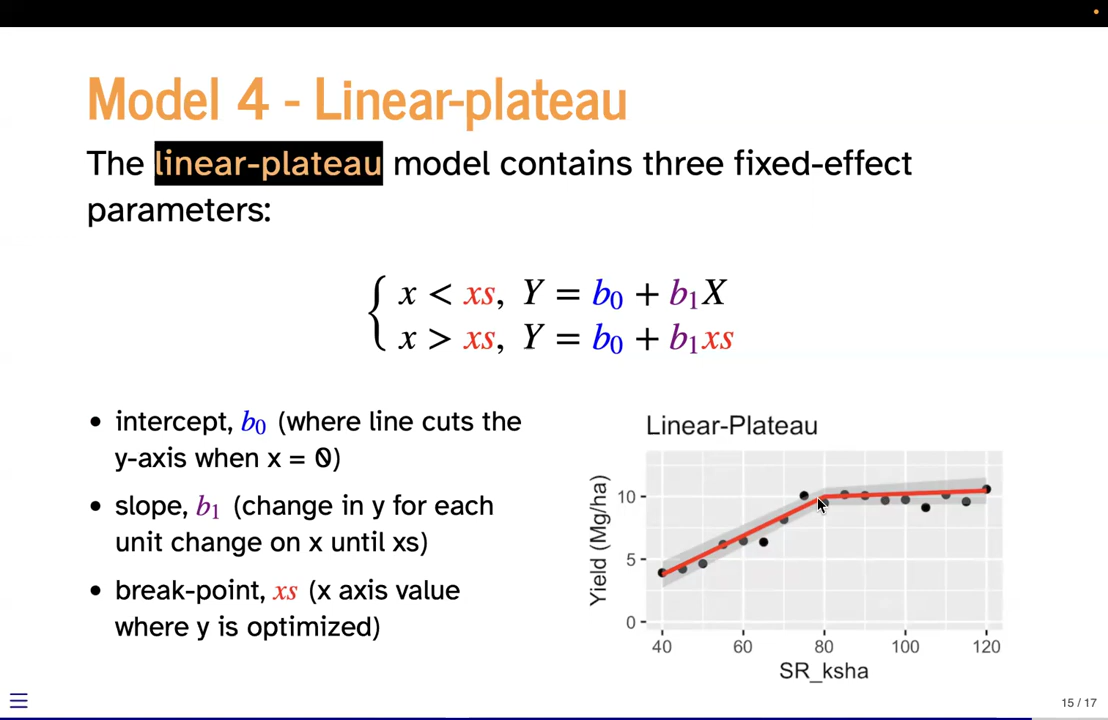 Model 4 - Linear-plateau
The linear-plateau model contains three fixed-effect
parameters:
x < xs, Y = b₀ + b₁X
x > xs, Y = b₀ + b₁xs
• intercept, b₀ (where line cuts the
y-axis when x = 0)
• slope, b₁ (change in y for each
unit change on x until xs)
• break-point, xs (x axis value
where y is optimized)
Linear-Plateau
Yield (Mg/ha)
10
5
0
40 60 80 100 120
SR_ksha
15 / 17